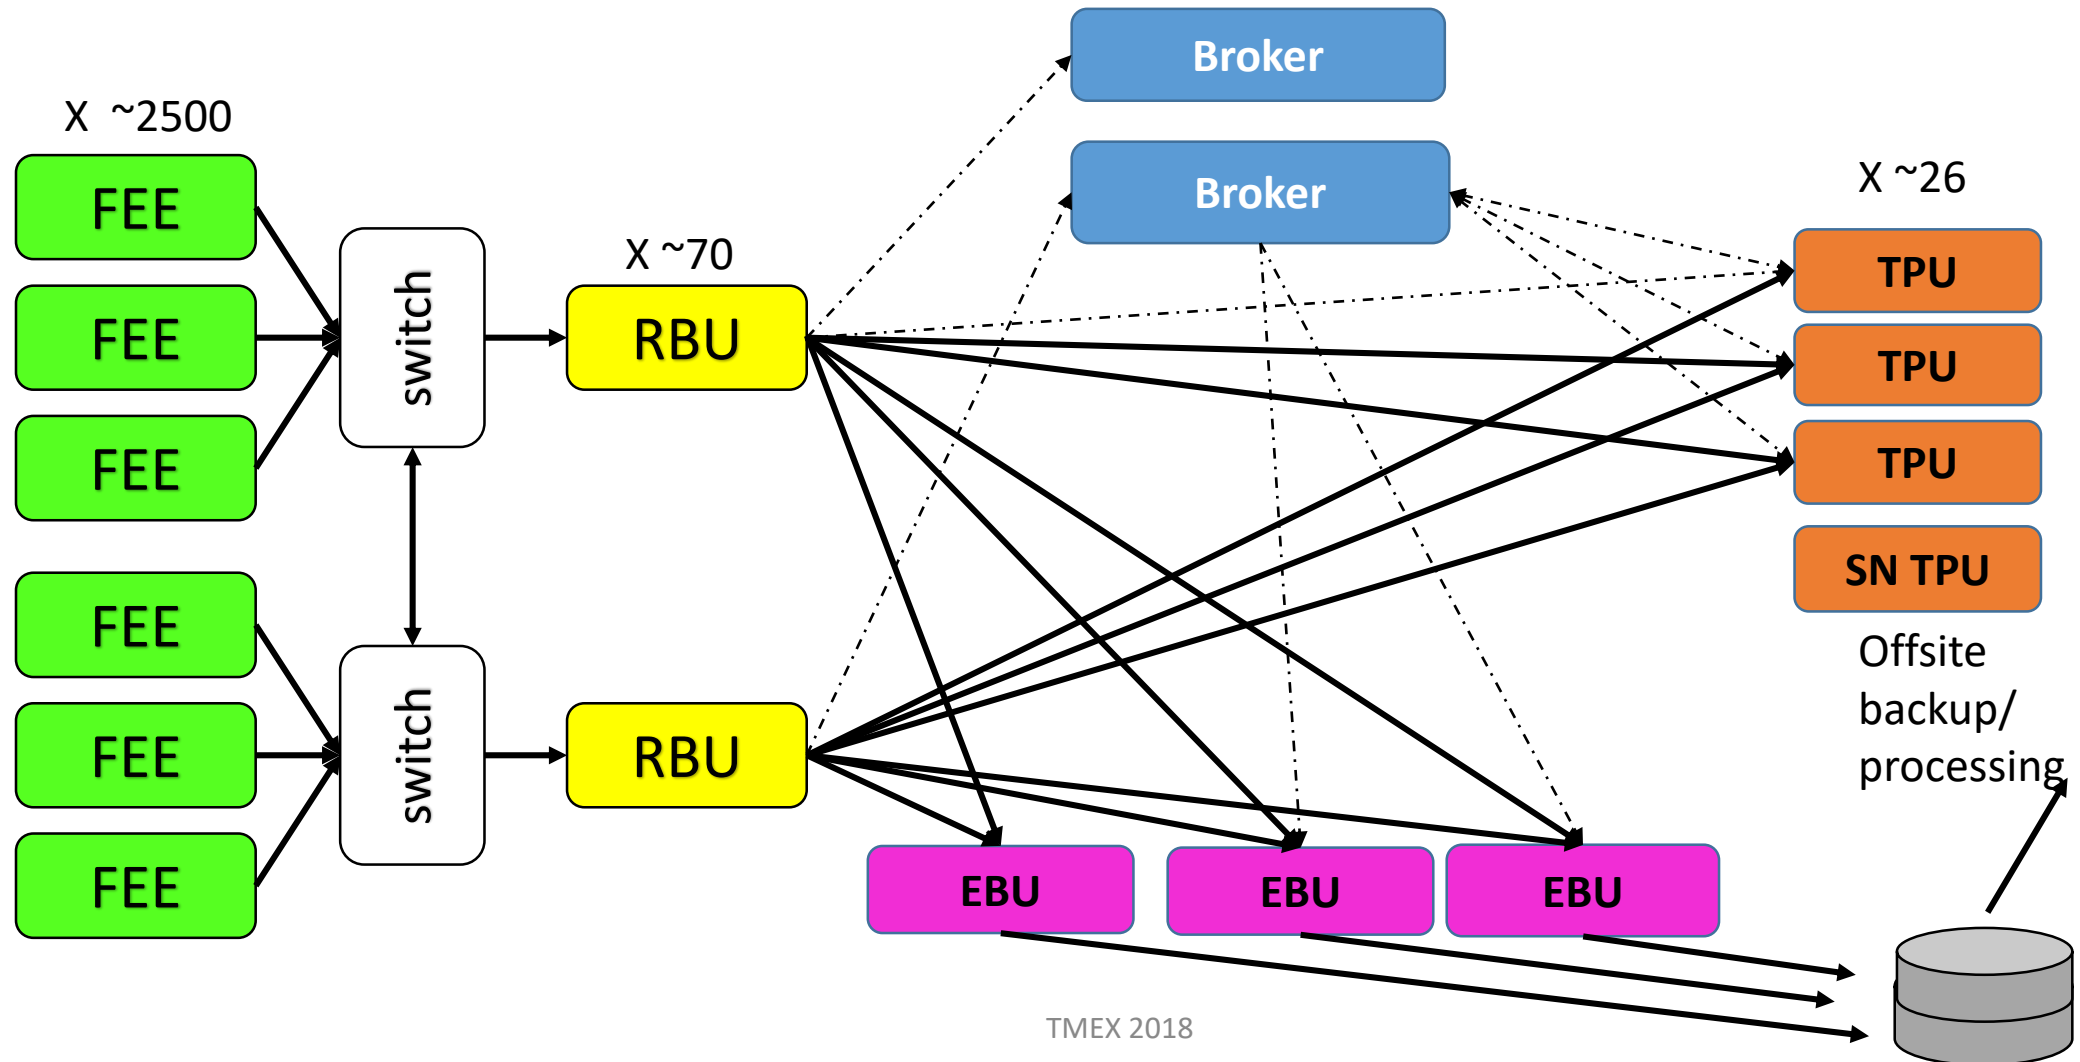 Broker
X ~2500
Broker
X ~26
FEE
switch
X ~70
TPU
FEE
RBU
TPU
FEE
TPU
SN TPU
FEE
switch
Offsite
backup/
processing
FEE
RBU
FEE
EBU
EBU
EBU
TMEX 2018